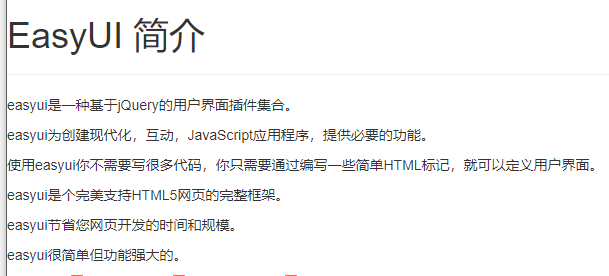 EasyUI 简介
easyui是一种基于jQuery的用户界面插件集合。
easyui为创建现代化，互动，JavaScript应用程序，提供必要的功能。
使用easyui你不需要写很多代码，你只需要通过编写一些简单HTML标记，就可以定义用户界面。
easyui是个完美支持HTML5网页的完整框架。
easyui节省您网页开发的时间和规模。
easyui很简单但功能强大的。